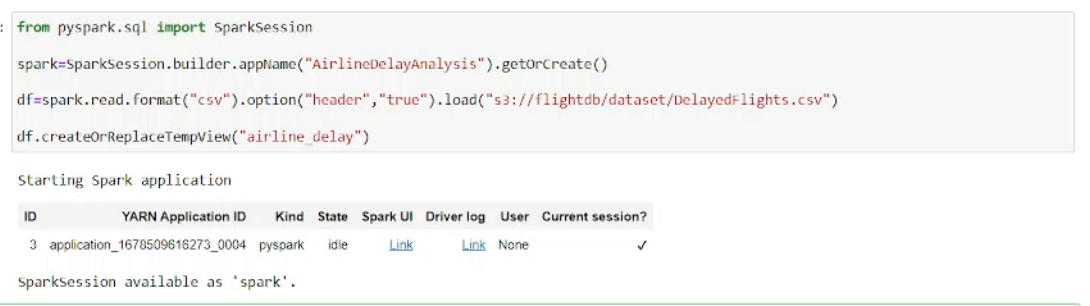 : from pyspark.sql import SparkSession
spark=SparkSession.builder.appName("AirlineDelayAnalysis").getOrCreate()
df=spark.read.format("csv").option("header","true").load("s3://flightdb/dataset/DelayedFlights.csv")
df.createOrReplaceTempView("airline_delay")
Starting Spark application
ID YARN Application ID Kind State Spark UI Driver log User Current session?
3 application_1678509616273_0004 pyspark idle Link Link None ✓
SparkSession available as 'spark'.